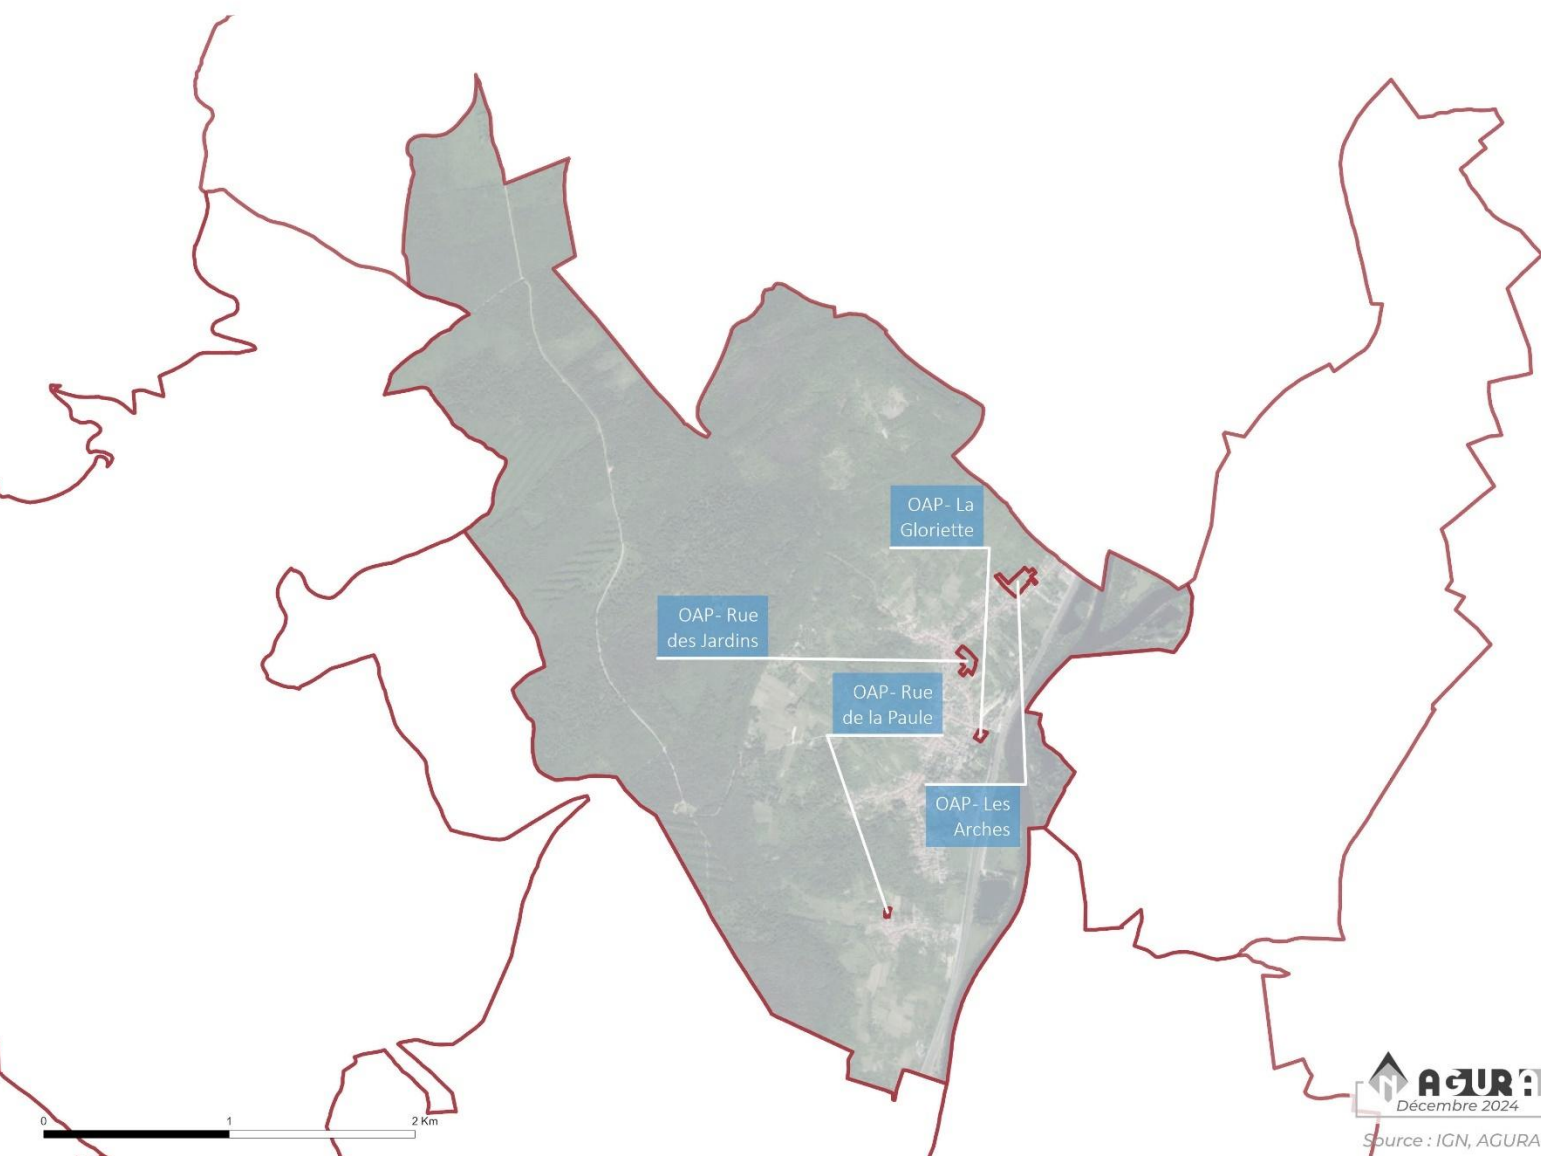 OAP- La
Gloriette
OAP- Rue
des Jardins
OAP- Rue
de la Paule
OAP- Les
Arches
0 1 2 Km
N
AGURA
Décembre 2024
Source : IGN, AGURA